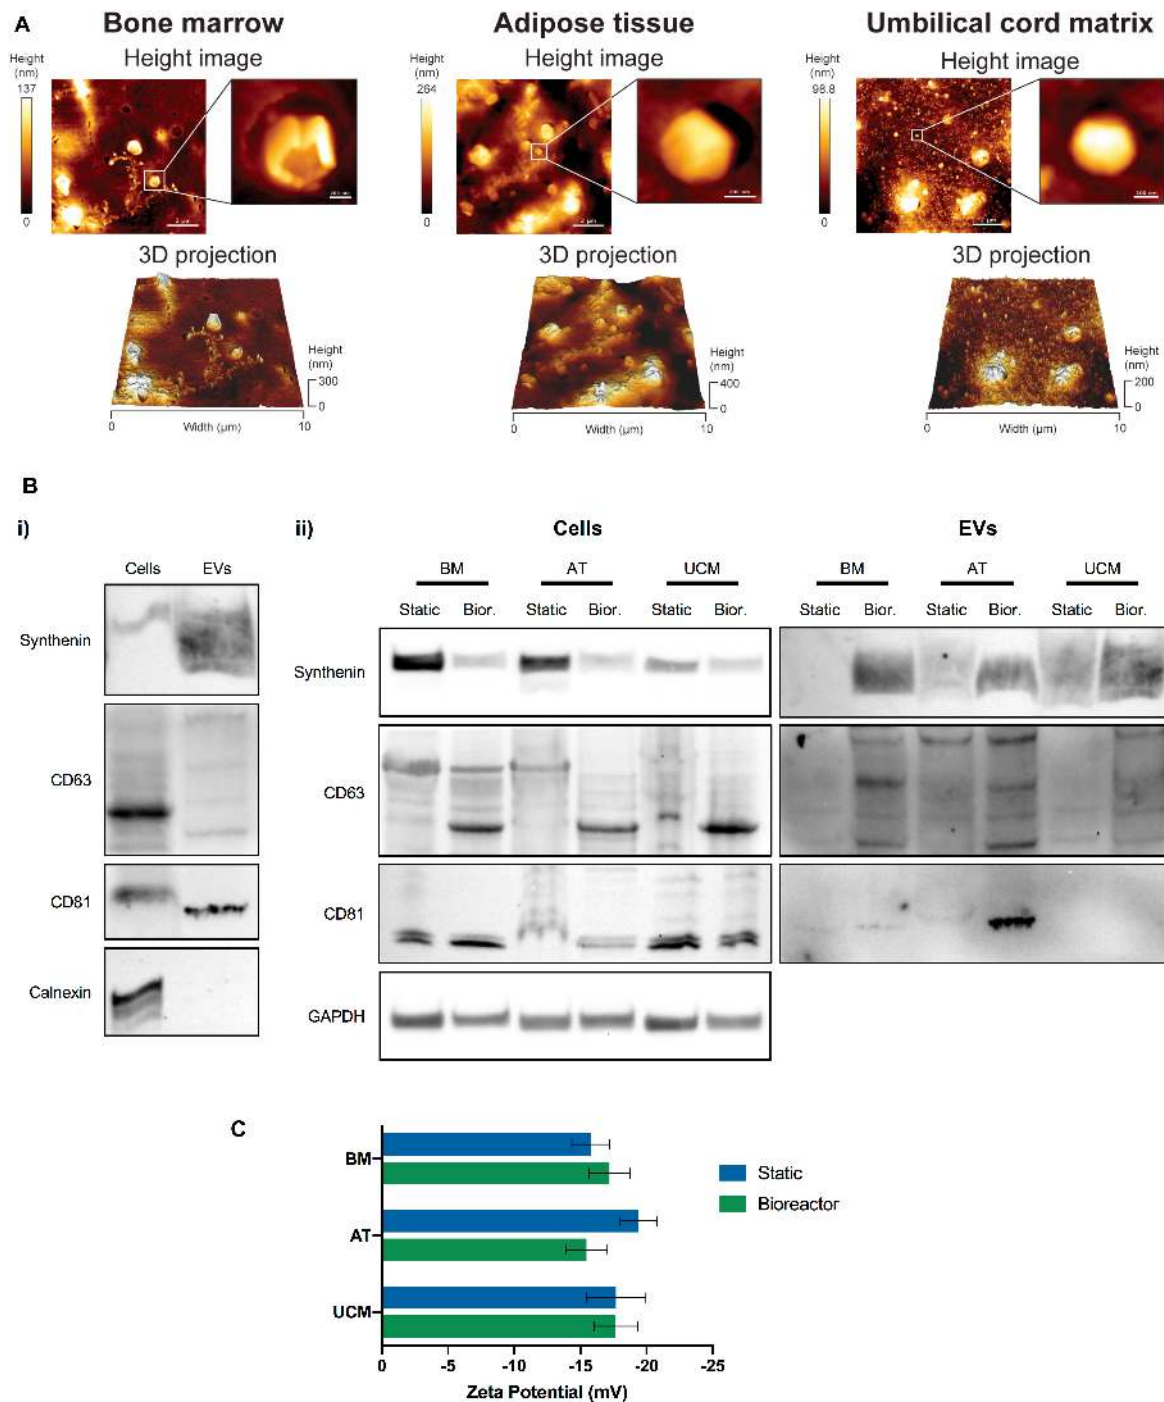 A
Bone marrow
Adipose tissue
Umbilical cord matrix
Height image
Height image
Height image
Height
(nm)
137
0
Height
(nm)
264
0
Height
(nm)
98.8
0
2 µm
2 µm
3D projection
3D projection
3D projection
Height
(nm)
300
0
Height
(nm)
400
0
Height
(nm)
200
0
0 Width (µm) 10
0 Width (µm) 10
0 Width (µm) 10
B
i)
Cells EVs
Synthenin
CD63
CD81
Calnexin
ii)
Cells
EVs
BM AT UCM
BM AT UCM
Static Bior. Static Bior. Static Bior.
Static Bior. Static Bior. Static Bior.
Synthenin
CD63
CD81
GAPDH
C
BM
AT
UCM
Static
Bioreactor
0 -5 -10 -15 -20 -25
Zeta Potential (mV)